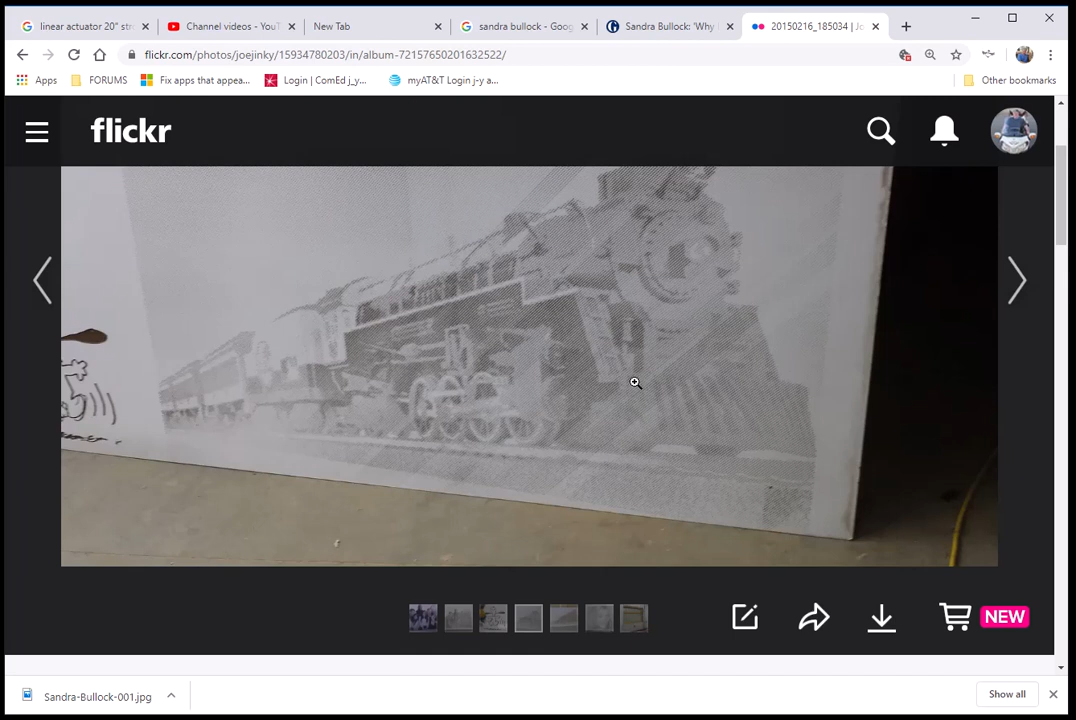 linear actuator 20" str
Channel videos - YouT
New Tab
sandra bullock - Goog
Sandra Bullock: 'Why
20150216_185034 | Jo
flickr.com/photos/joejinky/15934780203/in/album-72157650201632522/
Apps
FORUMS
Fix apps that appea...
Login | ComEd j_y...
myAT&T Login j-y a...
Other bookmarks
flickr
NEW
Sandra-Bullock-001.jpg
Show all